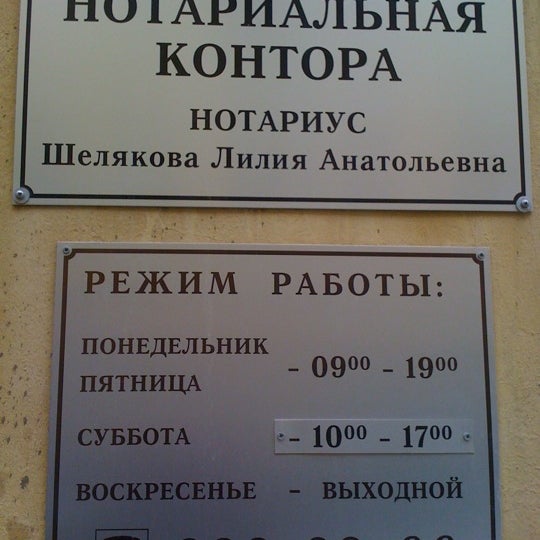 НОТАРИАЛЬНАЯ
КОНТОРА
НОТАРИУС
Шелякова Лилия Анатольевна
РЕЖИМ РАБОТЫ:
ПОНЕДЕЛЬНИК
ПЯТНИЦА
- 09⁰⁰ - 19⁰⁰
СУББОТА - 10⁰⁰ - 17⁰⁰
ВОСКРЕСЕНЬЕ - ВЫХОДНОЙ